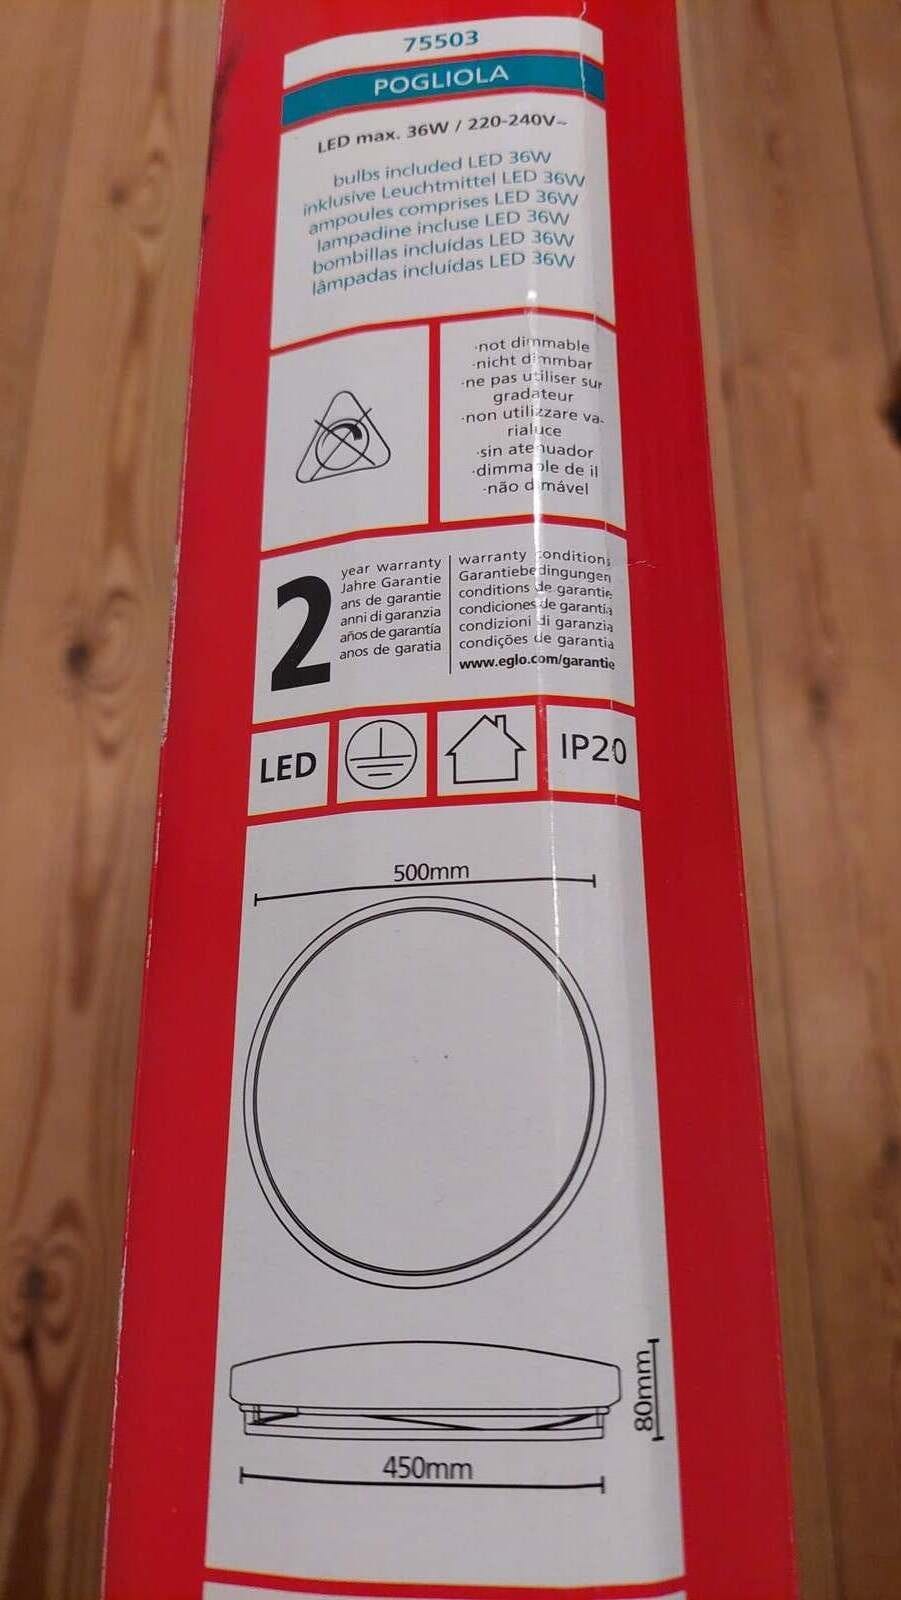 75503
POGLIOLA
LED max. 36W / 220-240V~
bulbs included LED 36W
inklusive Leuchtmittel LED 36W
ampoules comprises LED 36W
lampadine incluse LED 36W
bombillas incluídas LED 36W
lâmpadas incluídas LED 36W
·not dimmable
·nicht dimmbar
·ne pas utiliser sur
gradateur
·non utilizzare va-
rialuce
·sin atenuador
·dimmable de il
·não dimável
2
year warranty
Jahre Garantie
ans de garantie
anni di garanzia
años de garantía
anos de garatia
warranty conditions
Garantiebedingungen
conditions de garantie
condiciones de garantía
condizioni di garanzia
condições de garantia
www.eglo.com/garantie
LED
IP20
500mm
80mm
450mm